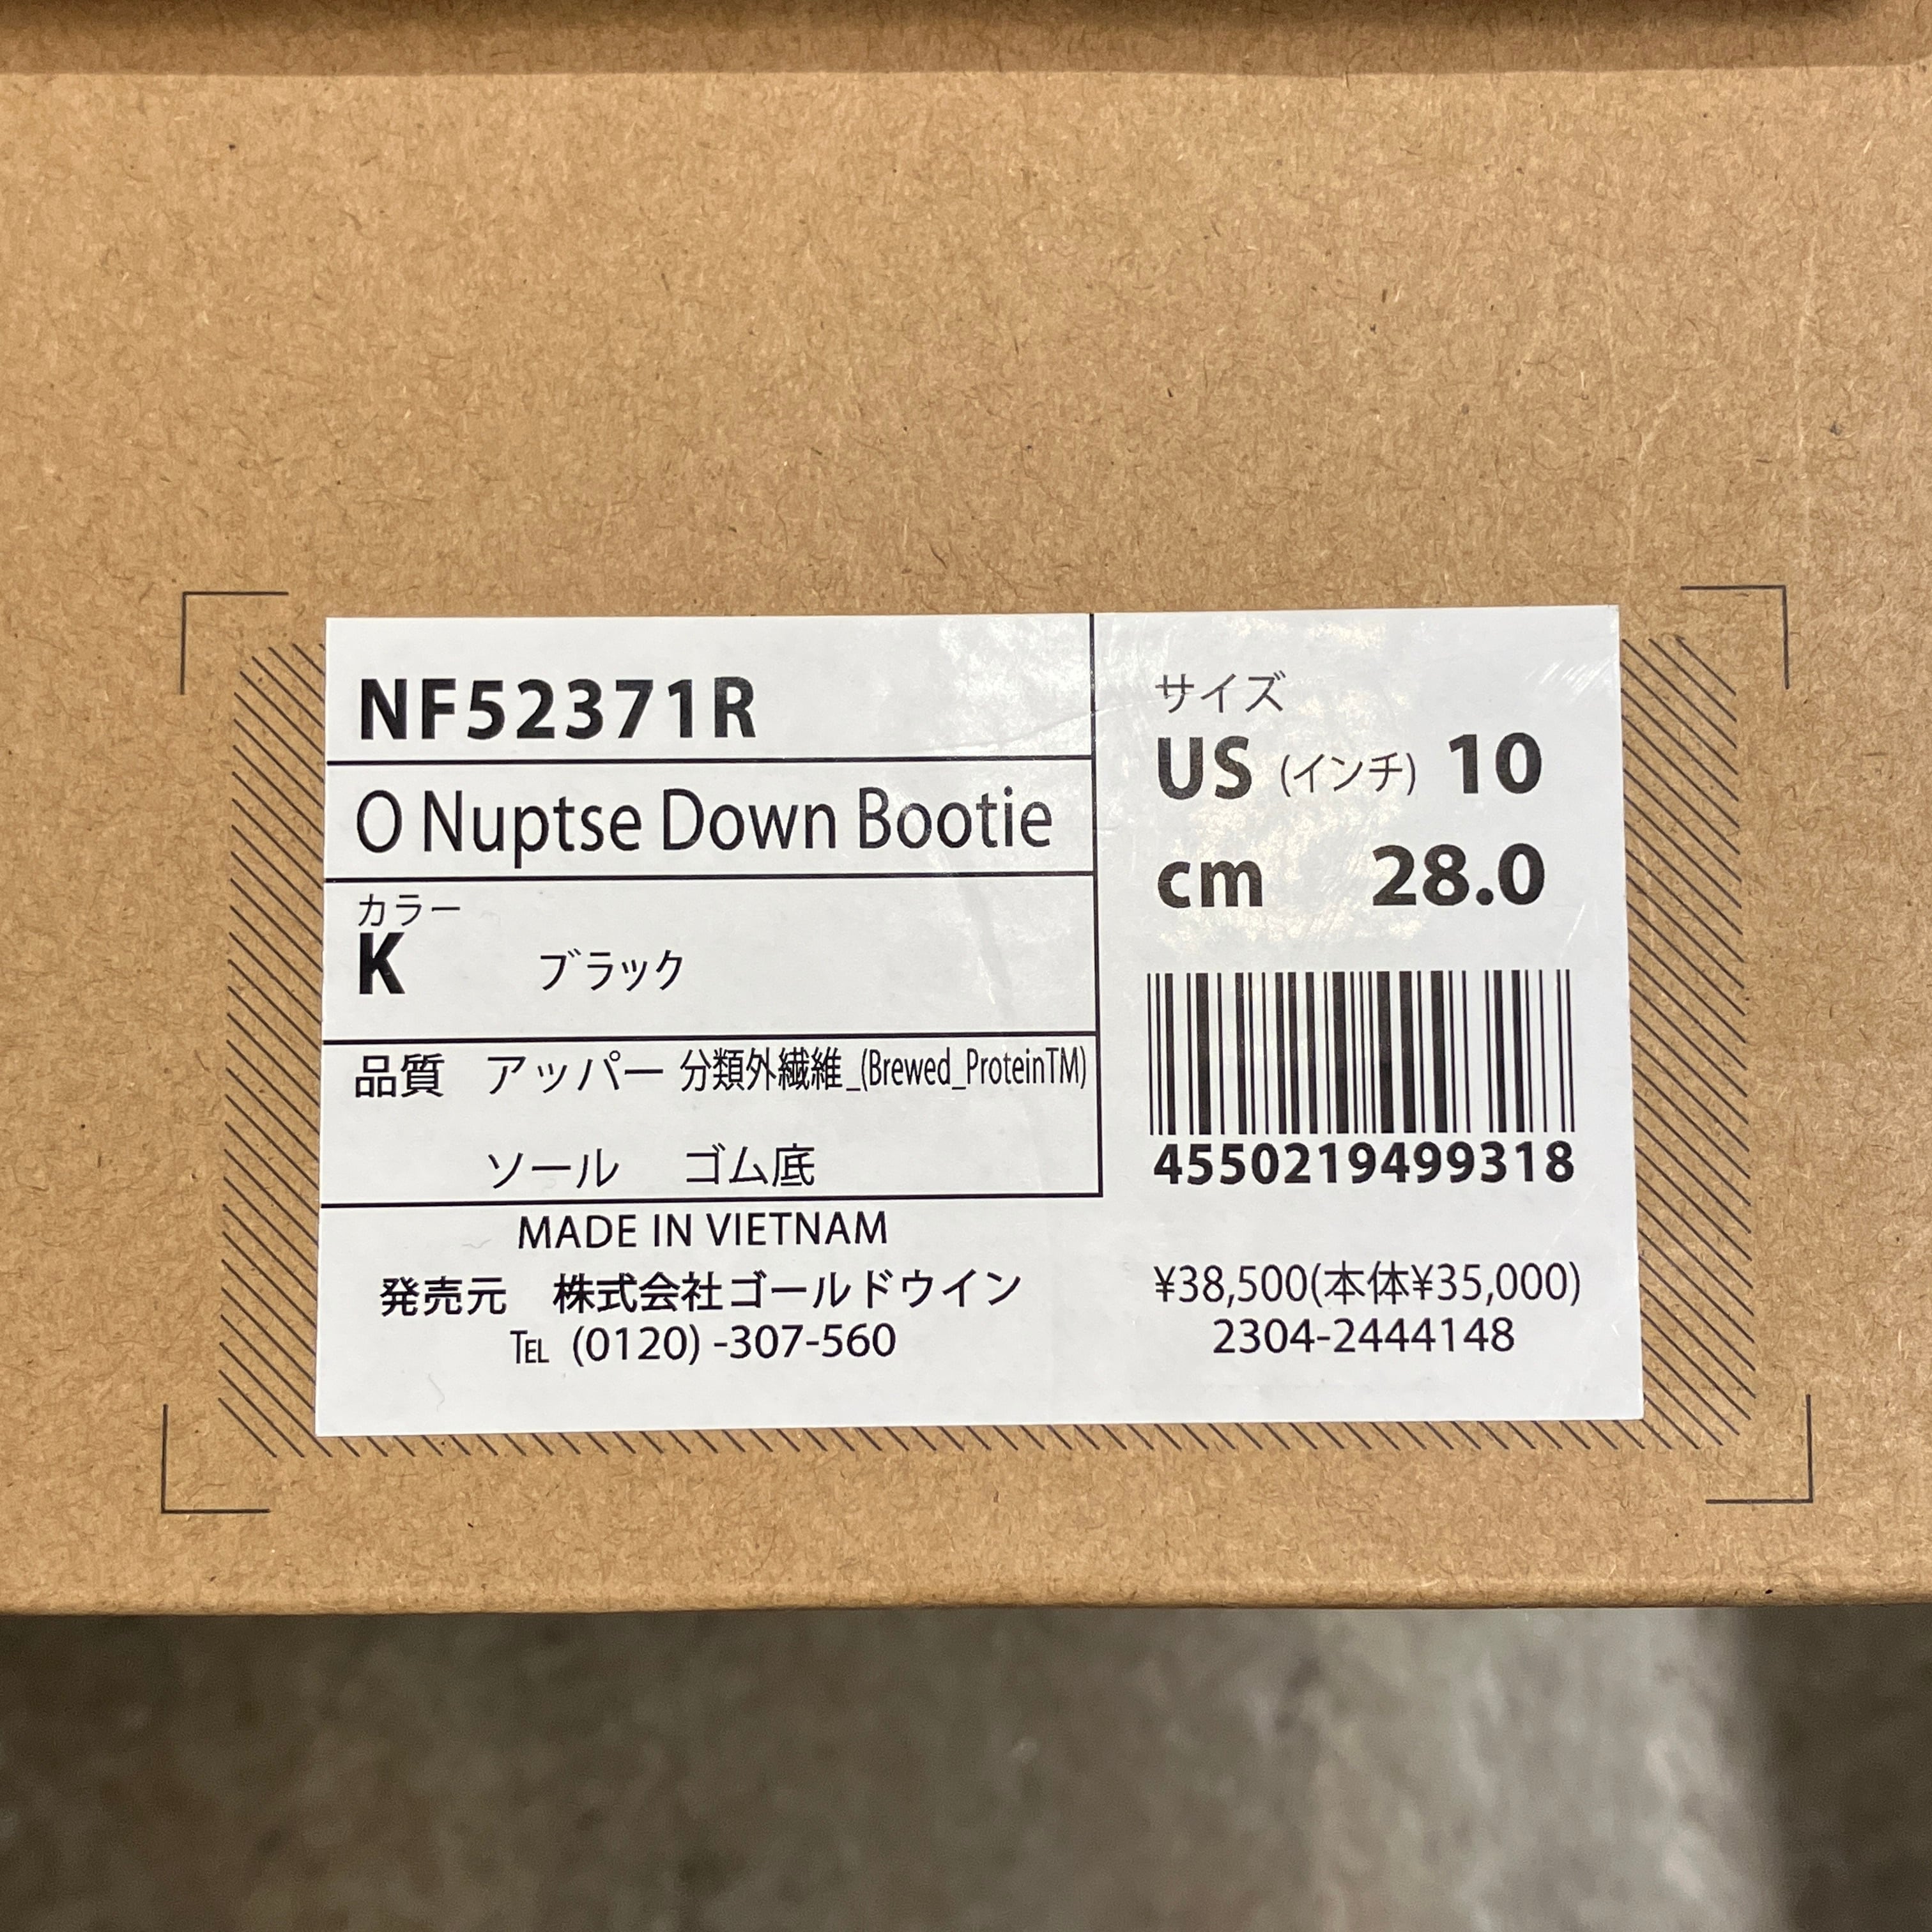 NF52371R
O Nuptse Down Bootie
カラー
K ブラック
品質 アッパー 分類外繊維_(Brewed_ProteinTM)
ソール ゴム底
MADE IN VIETNAM
発売元 株式会社ゴールドウイン
TEL (0120) -307-560
サイズ
US (インチ) 10
cm 28.0
4550219499318
¥38,500(本体¥35,000)
2304-2444148